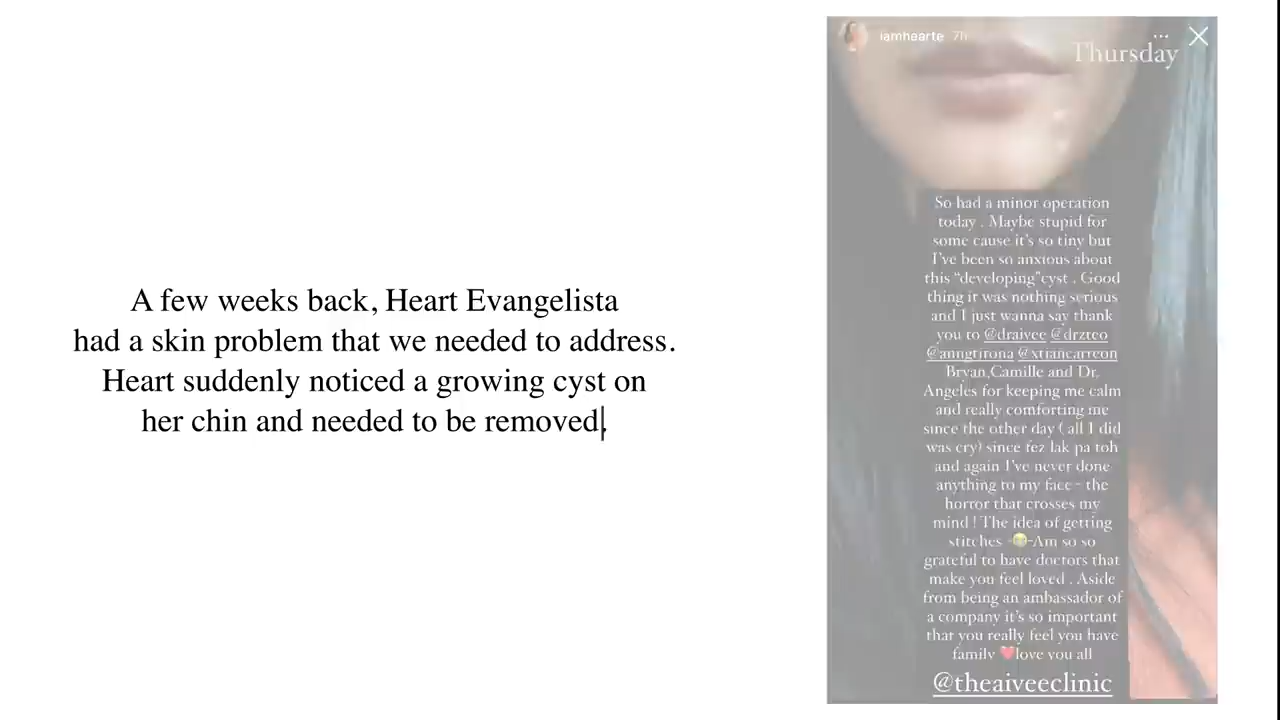 A few weeks back, Heart Evangelista
had a skin problem that we needed to address.
Heart suddenly noticed a growing cyst on
her chin and needed to be removed.
iamhearte 7h
Thursday
So had a minor operation
today . Maybe stupid for
some cause it's so tiny but
I've been so anxious about
this “developing”cyst . Good
thing it was nothing serious
and I just wanna say thank
you to @draivee @drzteo
@anngtirona @xtiancarreon
Bryan,Camille and Dr.
Angeles for keeping me calm
and really comforting me
since the other day ( all I did
was cry) since fez lak pa toh
and again I've never done
anything to my face - the
horror that crosses my
mind ! The idea of getting
stitches -😭-Am so so
grateful to have doctors that
make you feel loved . Aside
from being an ambassador of
a company it's so important
that you really feel you have
family ❤️love you all
@theaiveeclinic